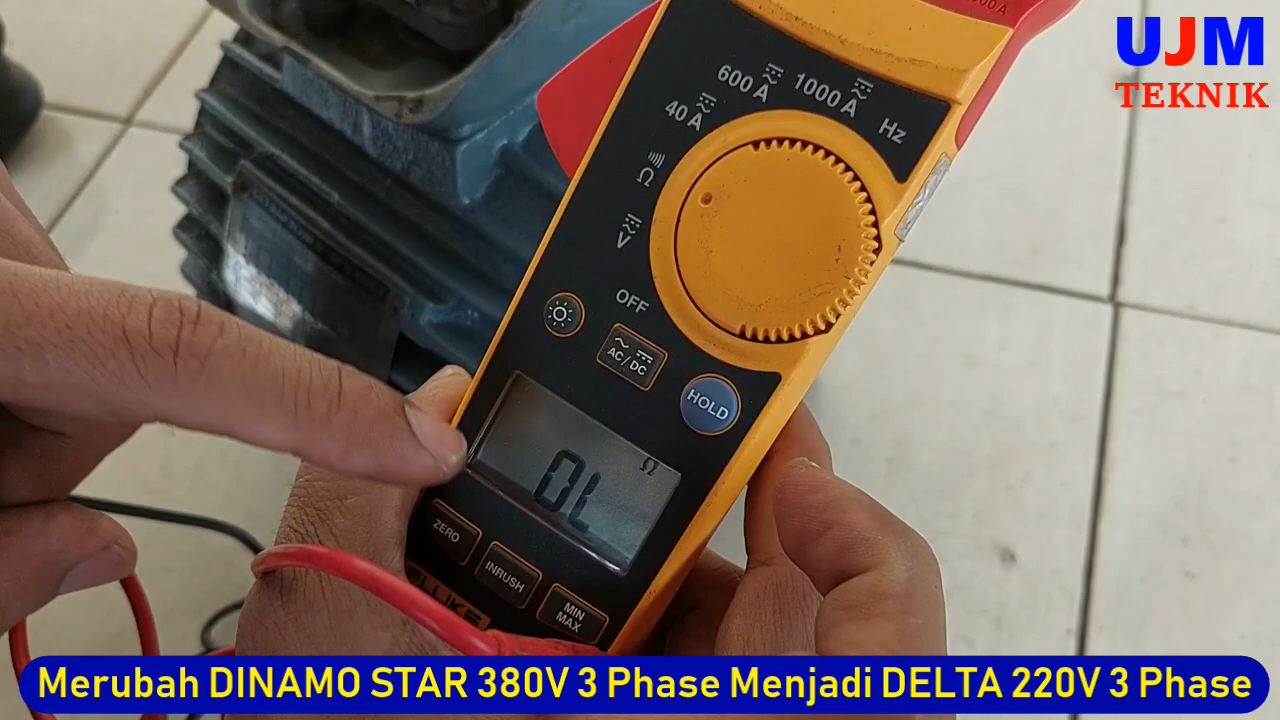 UJM
TEKNIK
1000 A
600 A
40 A
Hz
Ω
V
OFF
AC/DC
HOLD
Ω
OL
ZERO
INRUSH
MIN
MAX
FLUKE
Merubah DINAMO STAR 380V 3 Phase Menjadi DELTA 220V 3 Phase